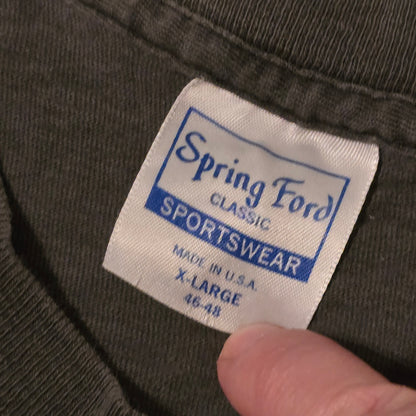 Spring Ford
CLASSIC
SPORTSWEAR
MADE IN U.S.A.
X-LARGE
46-48